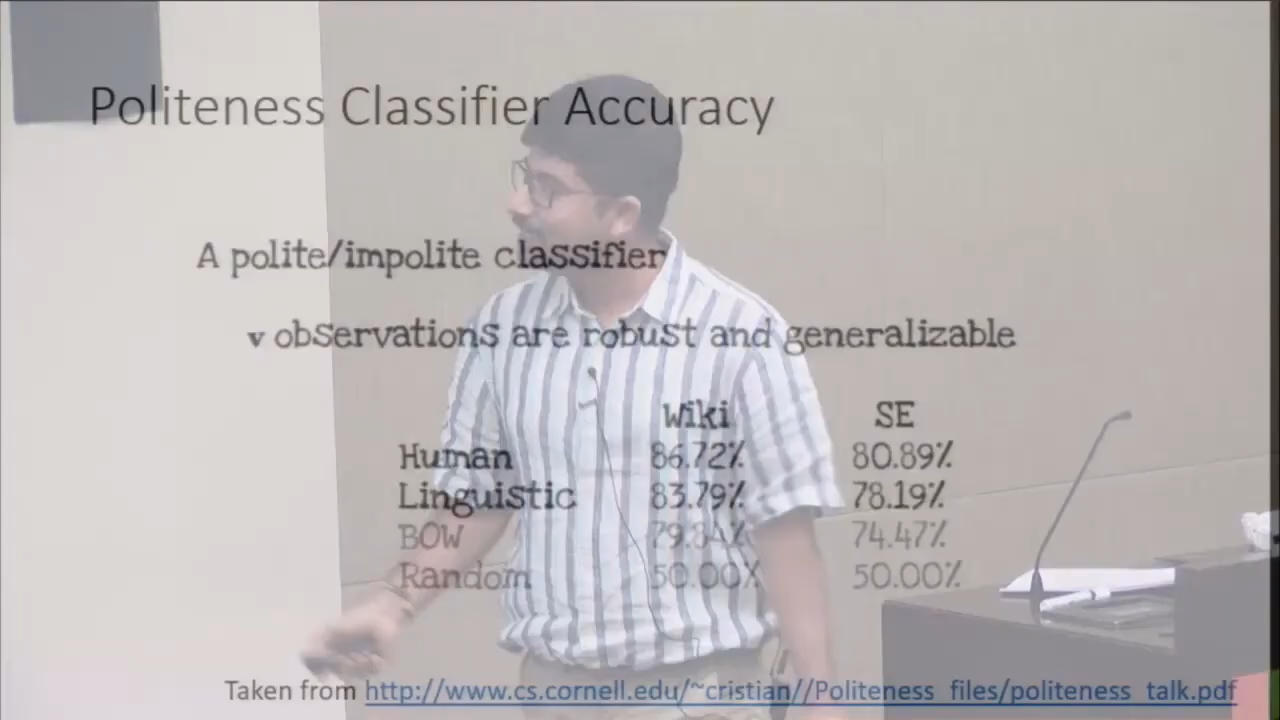 Politeness Classifier Accuracy
A polite/impolite classifier
v observations are robust and generalizable
Wiki SE
Human 86.72% 80.89%
Linguistic 83.79% 78.19%
BOW 79.84% 74.47%
Random 50.00% 50.00%
Taken from http://www.cs.cornell.edu/~cristian//Politeness_files/politeness_talk.pdf